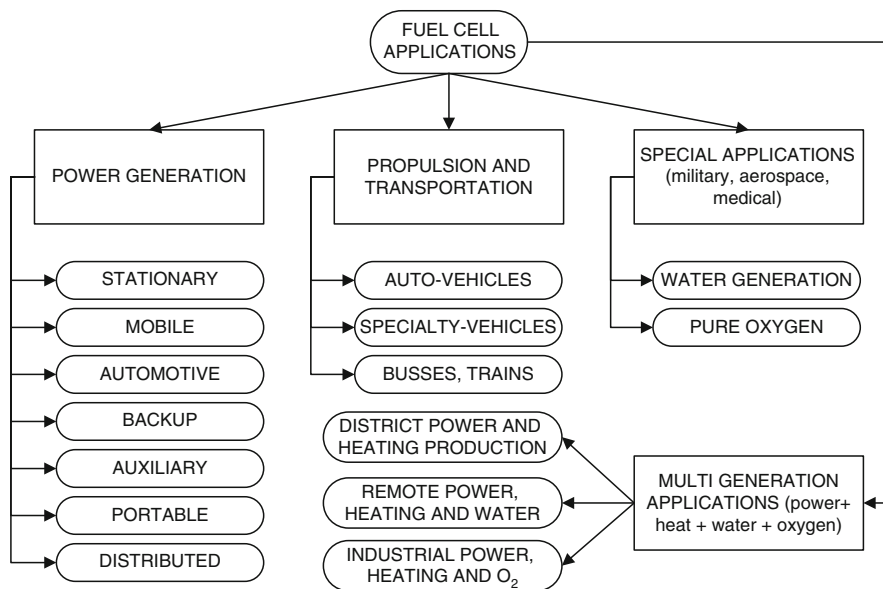 FUEL CELL
APPLICATIONS
POWER GENERATION
PROPULSION AND
TRANSPORTATION
SPECIAL APPLICATIONS
(military, aerospace,
medical)
STATIONARY
MOBILE
AUTOMOTIVE
BACKUP
AUXILIARY
PORTABLE
DISTRIBUTED
AUTO-VEHICLES
SPECIALTY-VEHICLES
BUSSES, TRAINS
WATER GENERATION
PURE OXYGEN
MULTI GENERATION
APPLICATIONS (power+
heat + water + oxygen)
DISTRICT POWER AND
HEATING PRODUCTION
REMOTE POWER,
HEATING AND WATER
INDUSTRIAL POWER,
HEATING AND O₂